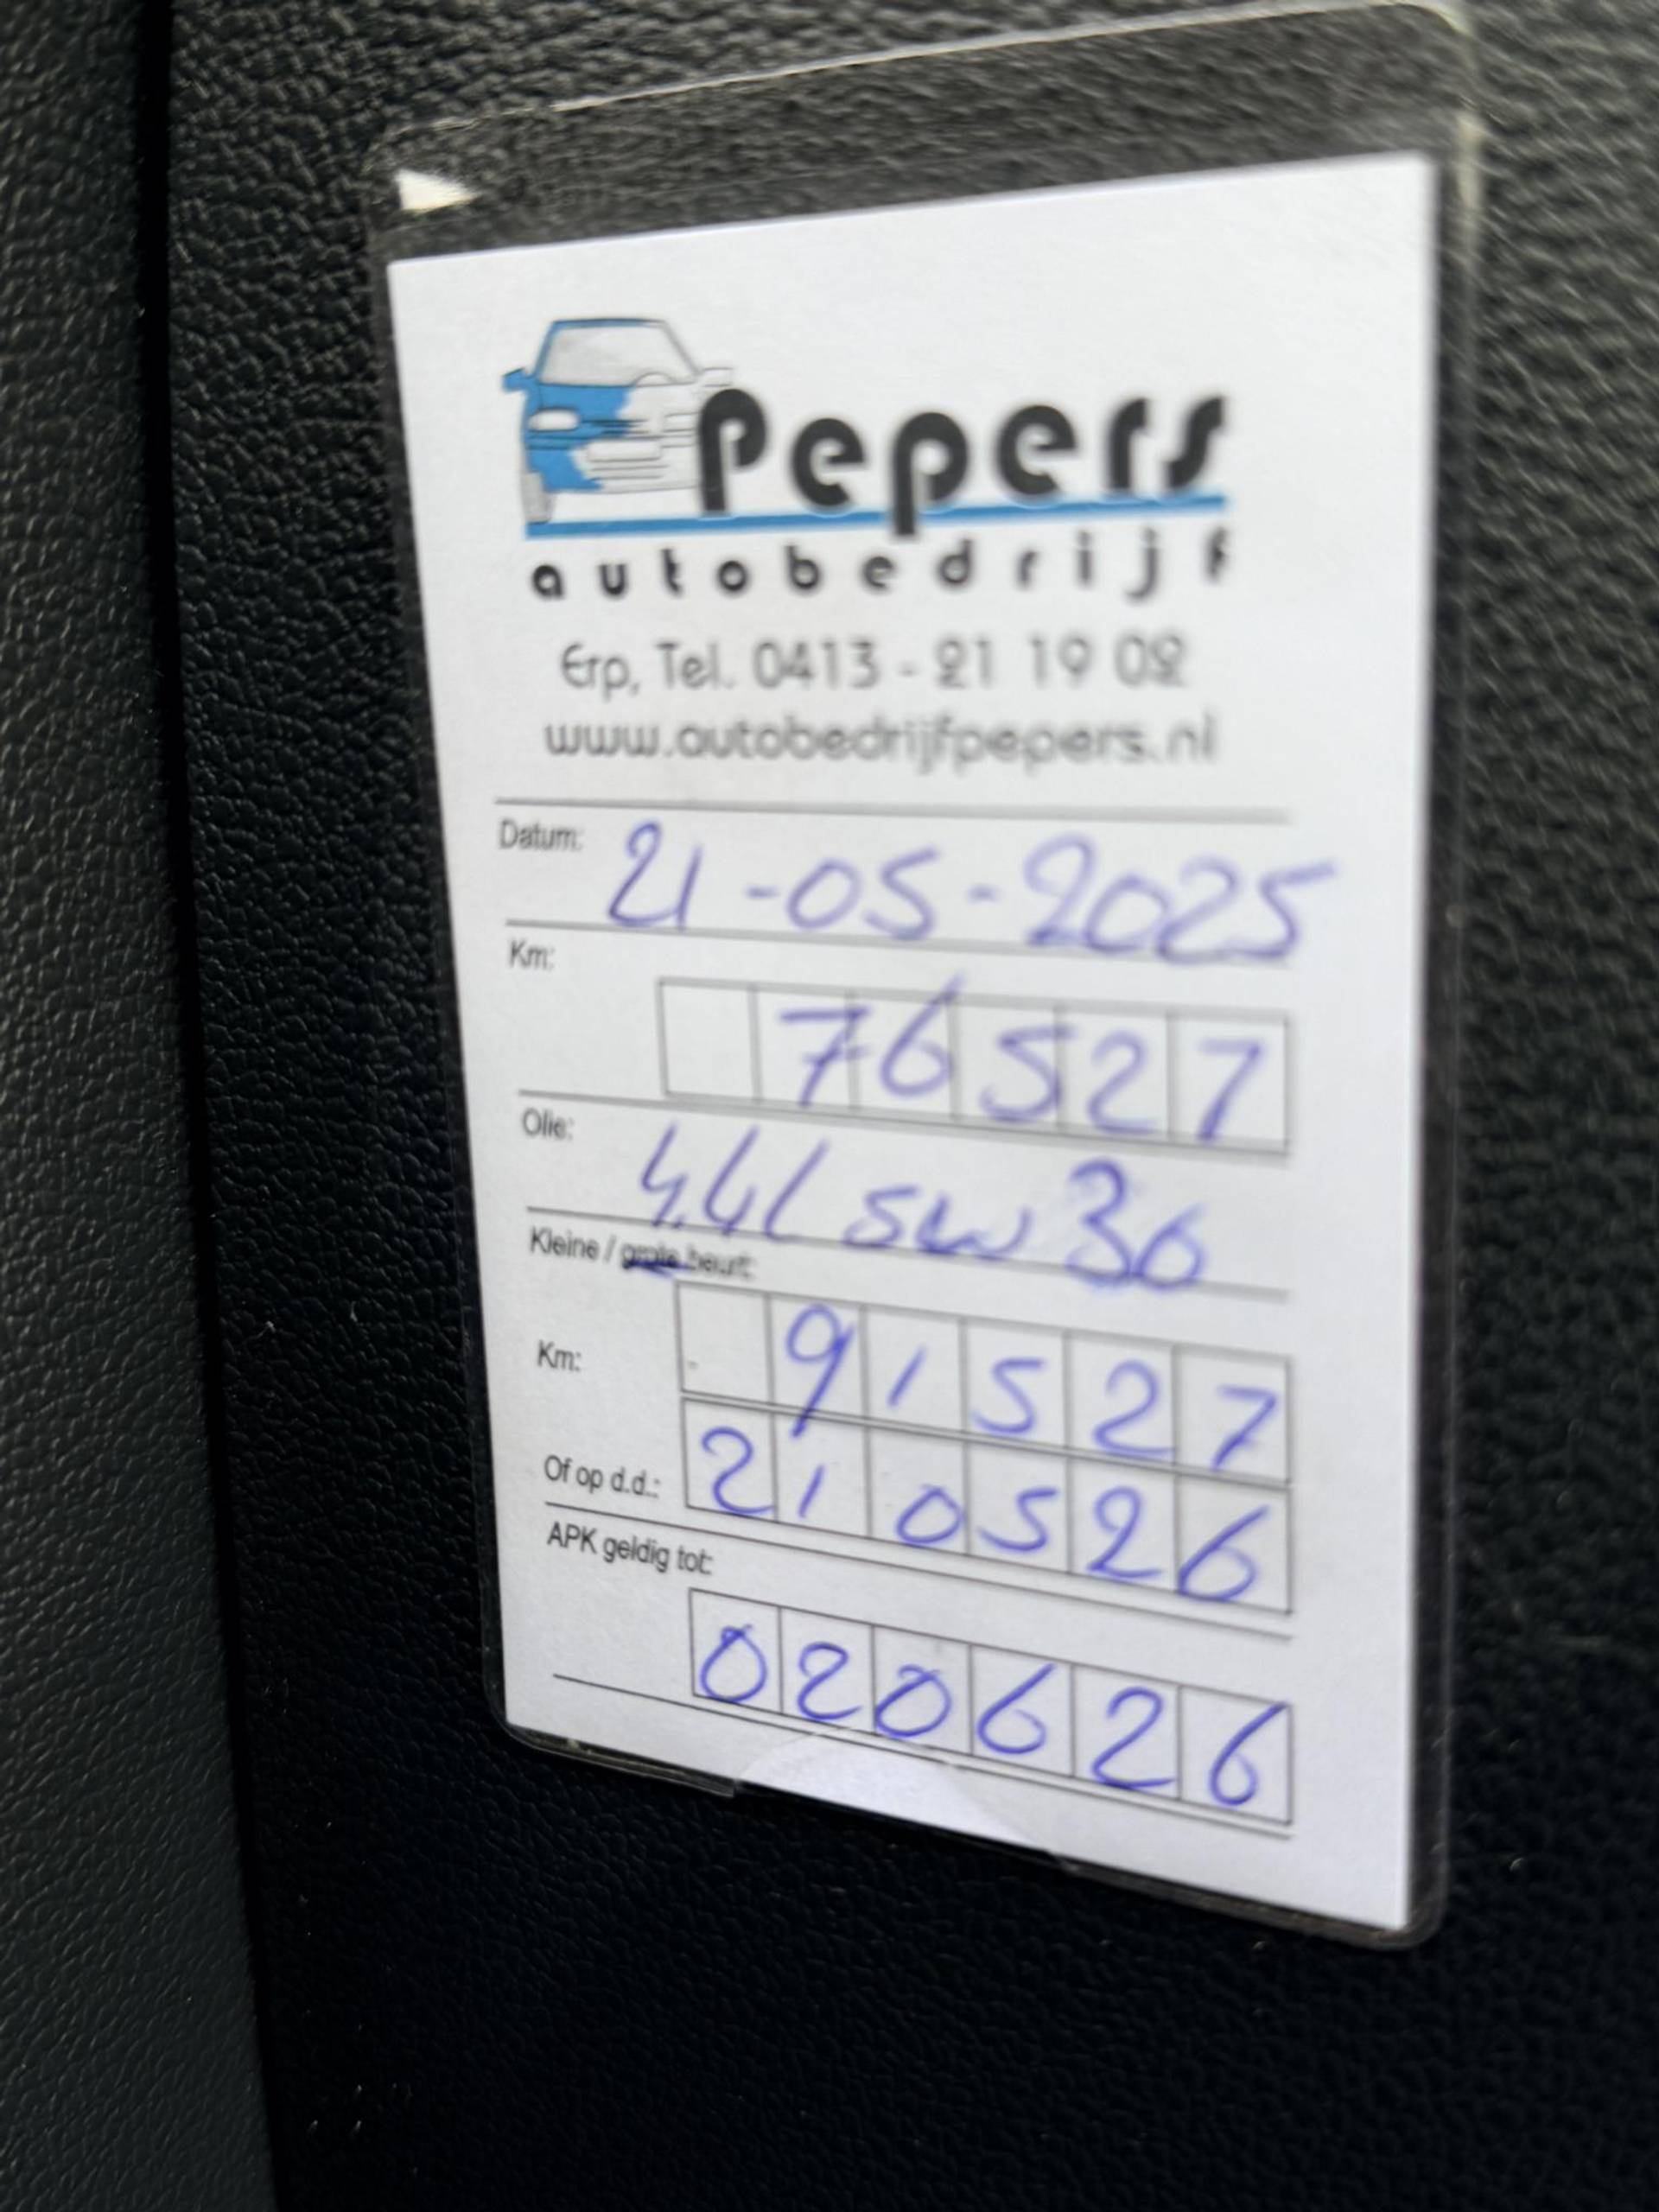 Pepers
autobedrijf
Erp, Tel. 0413 - 21 19 02
www.autobedrijfpepers.nl
Datum: 21-05-2025
Km: 76527
Olie: 4,4L 5w30
Kleine / grote beurt:
Km: 91527
Of op d.d.: 210526
APK geldig tot:
020626